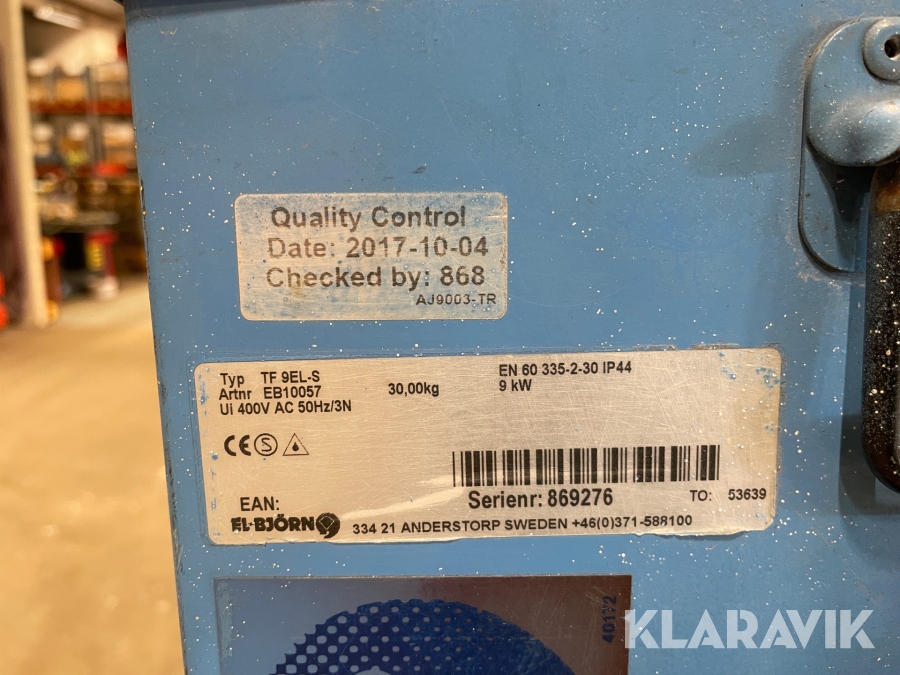 Quality Control
Date: 2017-10-04
Checked by: 868
AJ9003-TR
Typ TF 9EL-S
Artnr EB10057 30,00kg
Ui 400V AC 50Hz/3N
EN 60 335-2-30 IP44
9 kW
CE S
Serienr: 869276 TO: 53639
EAN:
EL-BJÖRN 334 21 ANDERSTORP SWEDEN +46(0)371-588100
KLARAVIK